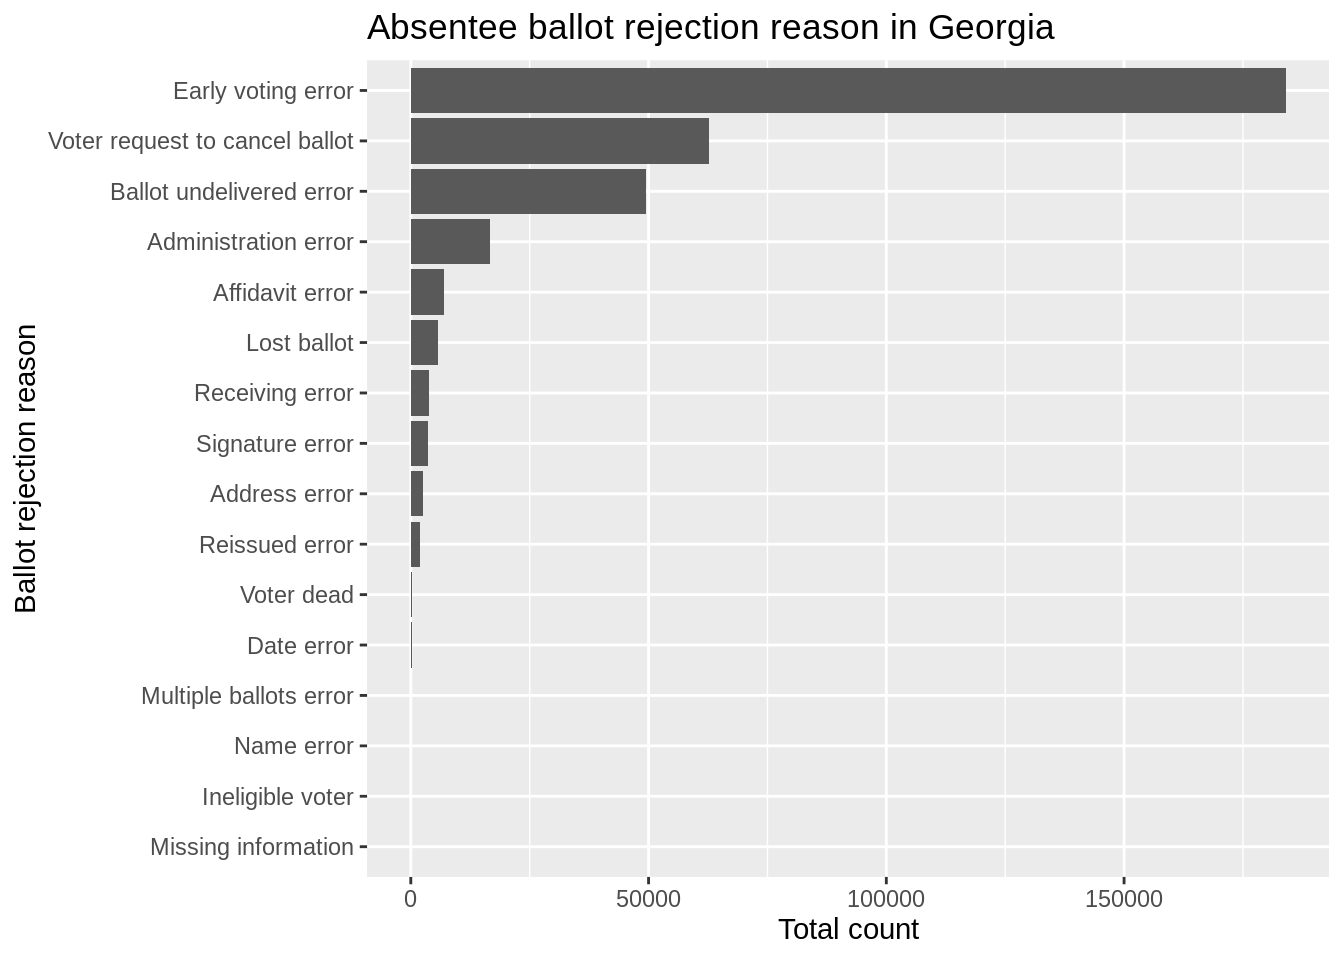 Absentee ballot rejection reason in Georgia
Ballot rejection reason
Early voting error
Voter request to cancel ballot
Ballot undelivered error
Administration error
Affidavit error
Lost ballot
Receiving error
Signature error
Address error
Reissued error
Voter dead
Date error
Multiple ballots error
Name error
Ineligible voter
Missing information
0 50000 100000 150000
Total count